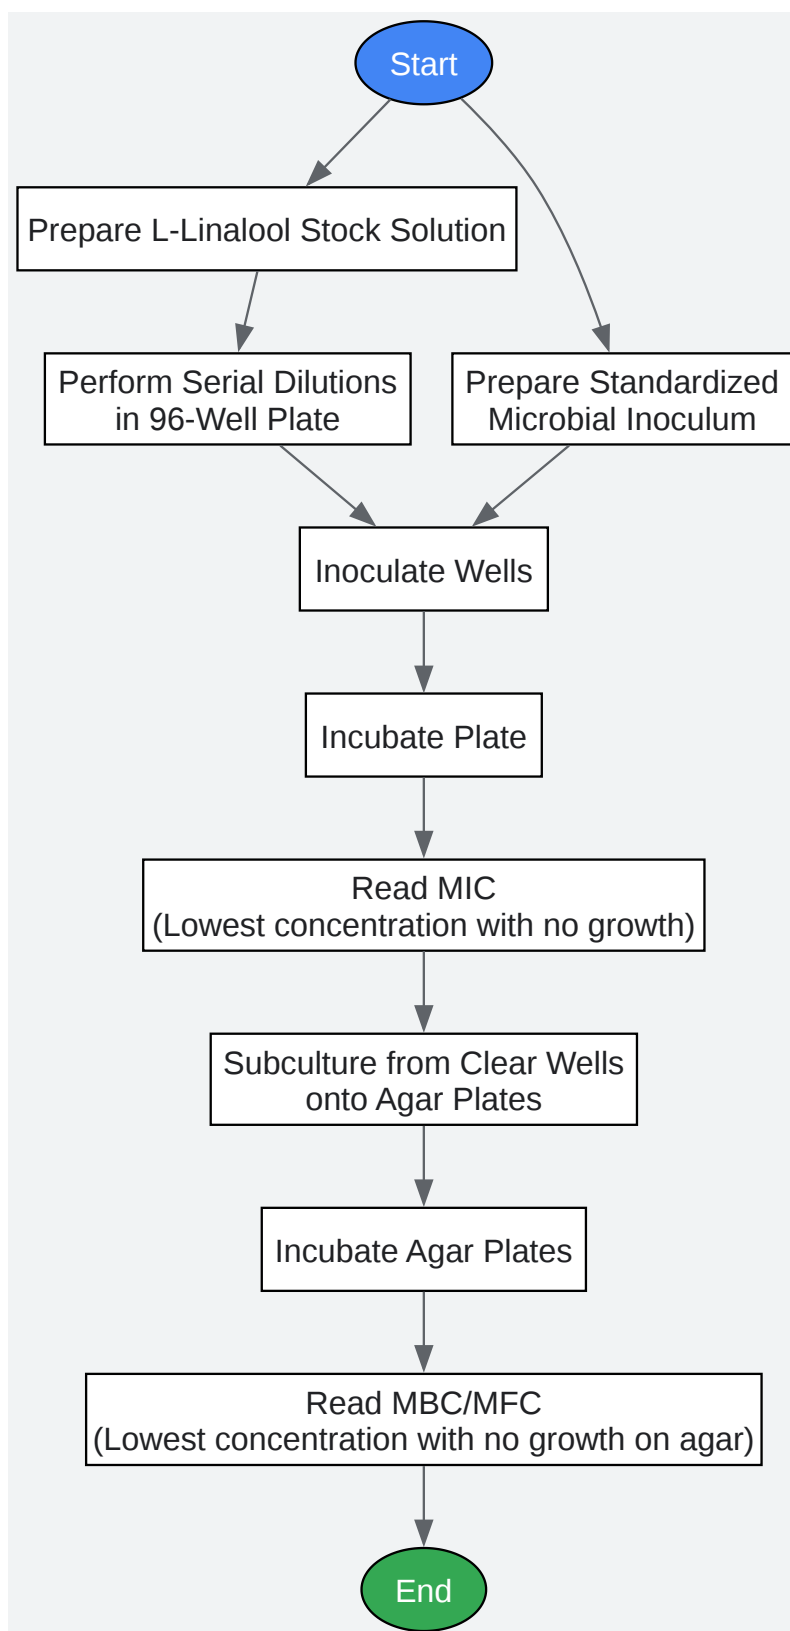 Start
Prepare L-Linalool Stock Solution
Perform Serial Dilutions
in 96-Well Plate
Prepare Standardized
Microbial Inoculum
Inoculate Wells
Incubate Plate
Read MIC
(Lowest concentration with no growth)
Subculture from Clear Wells
onto Agar Plates
Incubate Agar Plates
Read MBC/MFC
(Lowest concentration with no growth on agar)
End